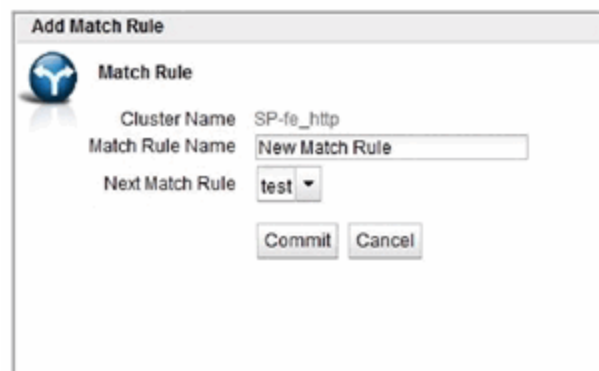 Add Match Rule
Match Rule
Cluster Name SP-fe_http
Match Rule Name New Match Rule
Next Match Rule test
Commit Cancel